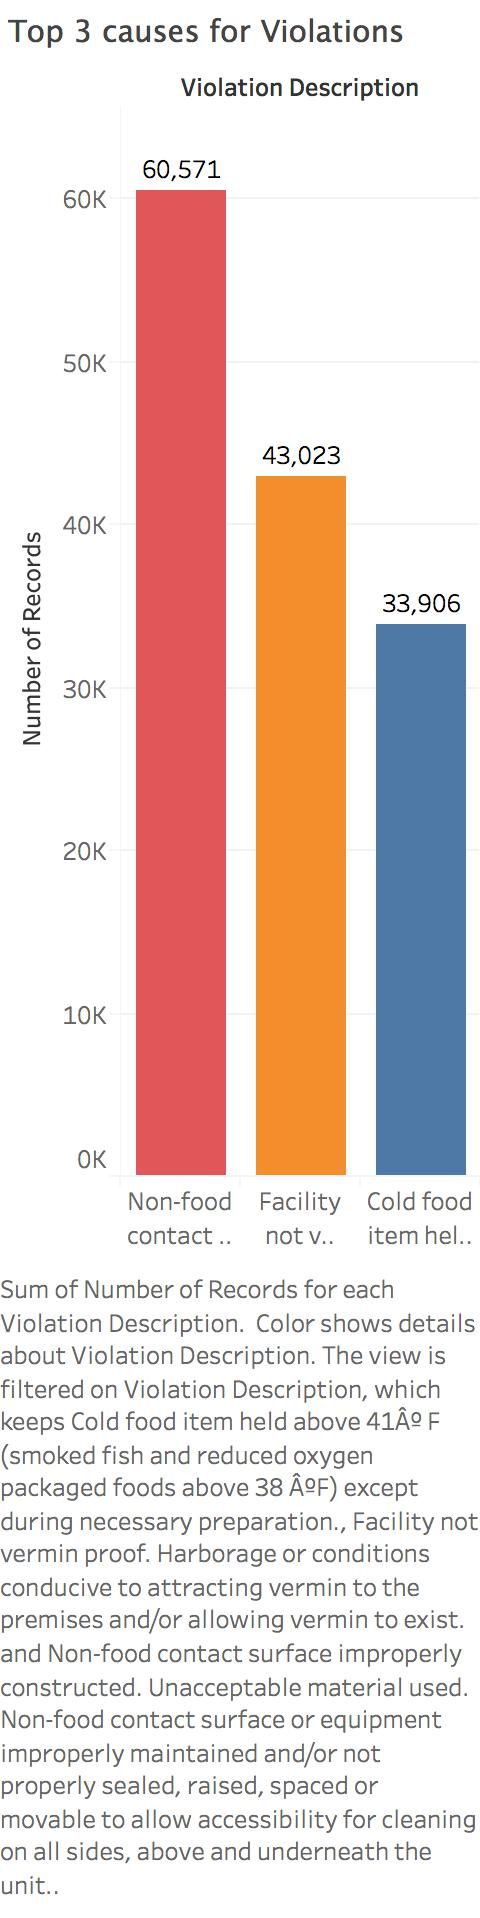 Top 3 causes for Violations
Violation Description
60,571
60K
50K
43,023
40K
33,906
Number of Records
30K
20K
10K
0K
Non-food
contact ..
Facility
not v..
Cold food
item hel..
Sum of Number of Records for each
Violation Description.  Color shows details
about Violation Description. The view is
filtered on Violation Description, which
keeps Cold food item held above 41Âº F
(smoked fish and reduced oxygen
packaged foods above 38 ÂºF) except
during necessary preparation., Facility not
vermin proof. Harborage or conditions
conducive to attracting vermin to the
premises and/or allowing vermin to exist.
and Non-food contact surface improperly
constructed. Unacceptable material used.
Non-food contact surface or equipment
improperly maintained and/or not
properly sealed, raised, spaced or
movable to allow accessibility for cleaning
on all sides, above and underneath the
unit..